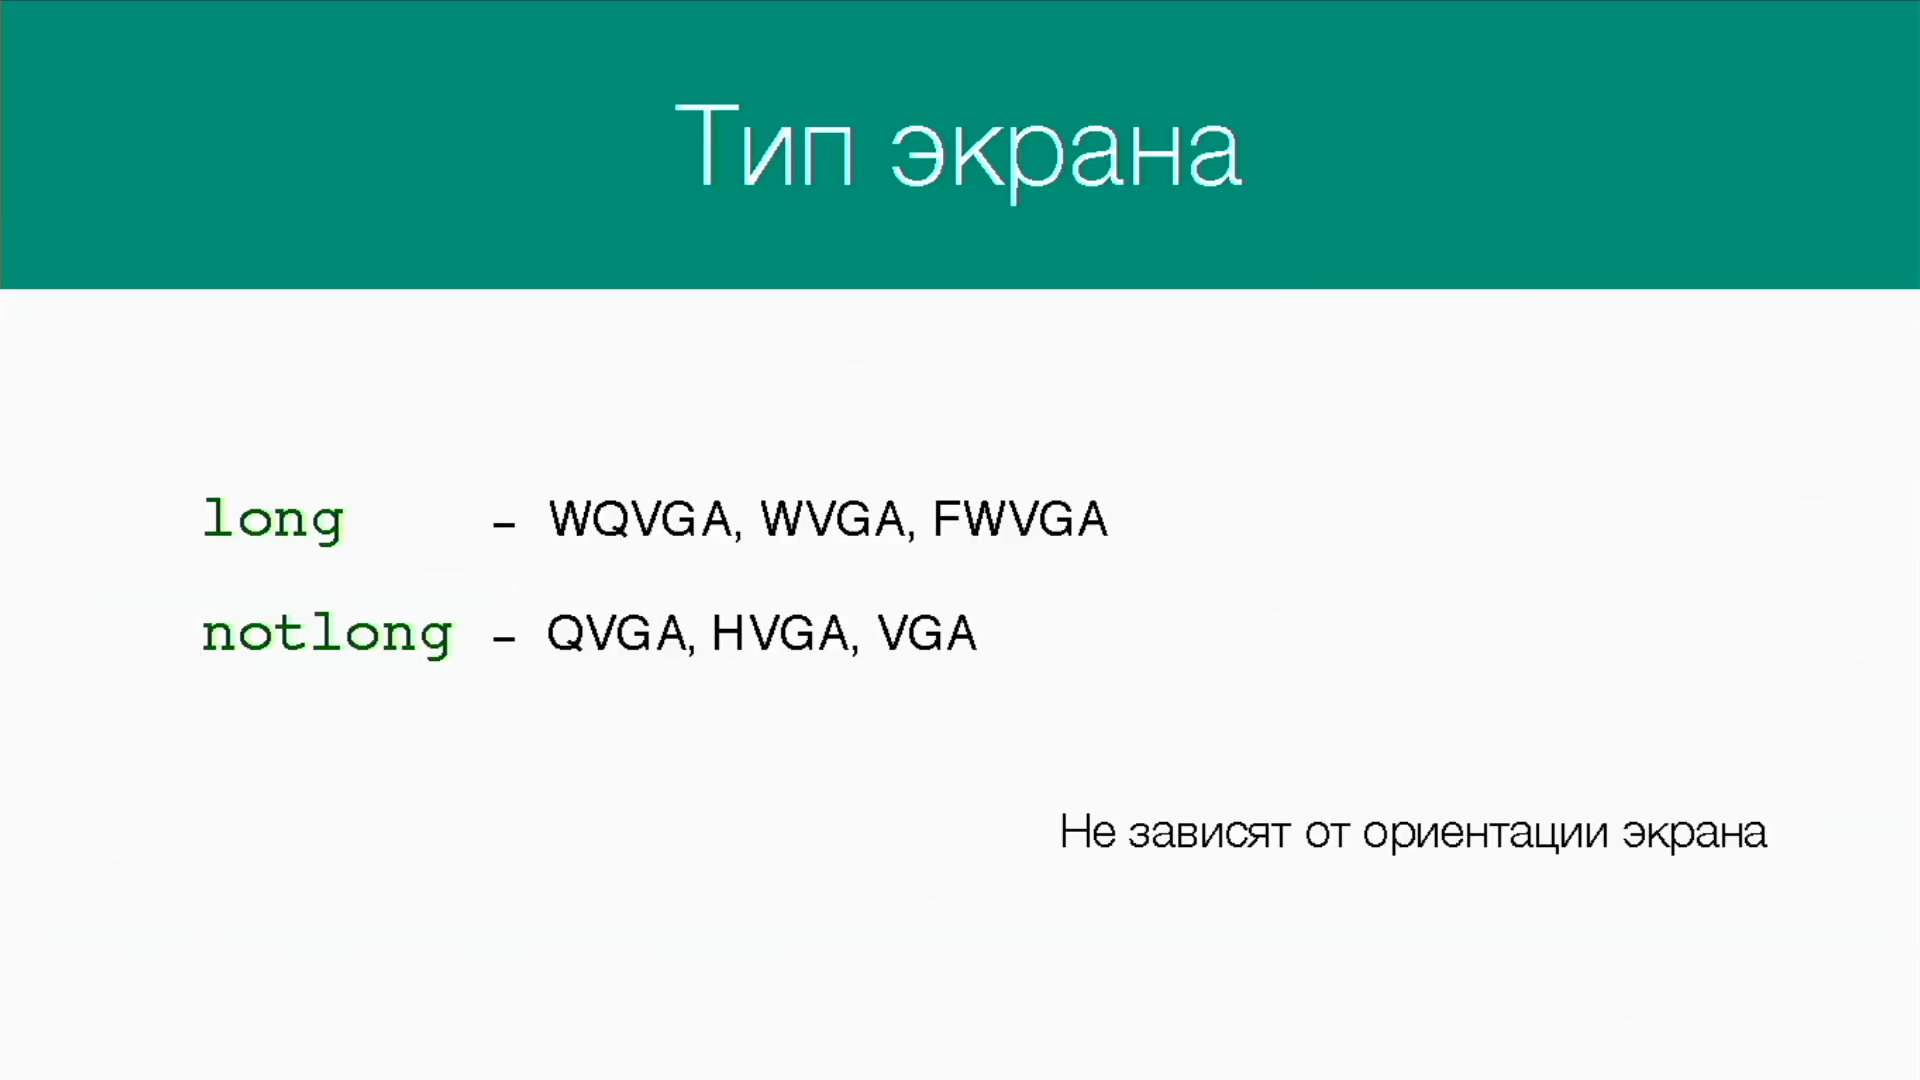 Тип экрана
long – WQVGA, WVGA, FWVGA
notlong – QVGA, HVGA, VGA
Не зависят от ориентации экрана